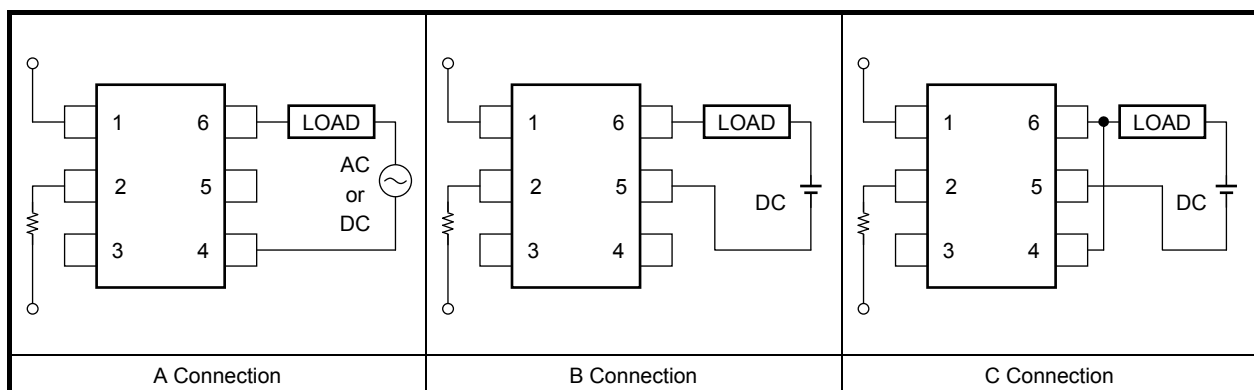 1 6 LOAD
2 5 AC
or
DC
3 4
A Connection
1 6 LOAD
2 5 DC
3 4
B Connection
1 6 LOAD
2 5 DC
3 4
C Connection